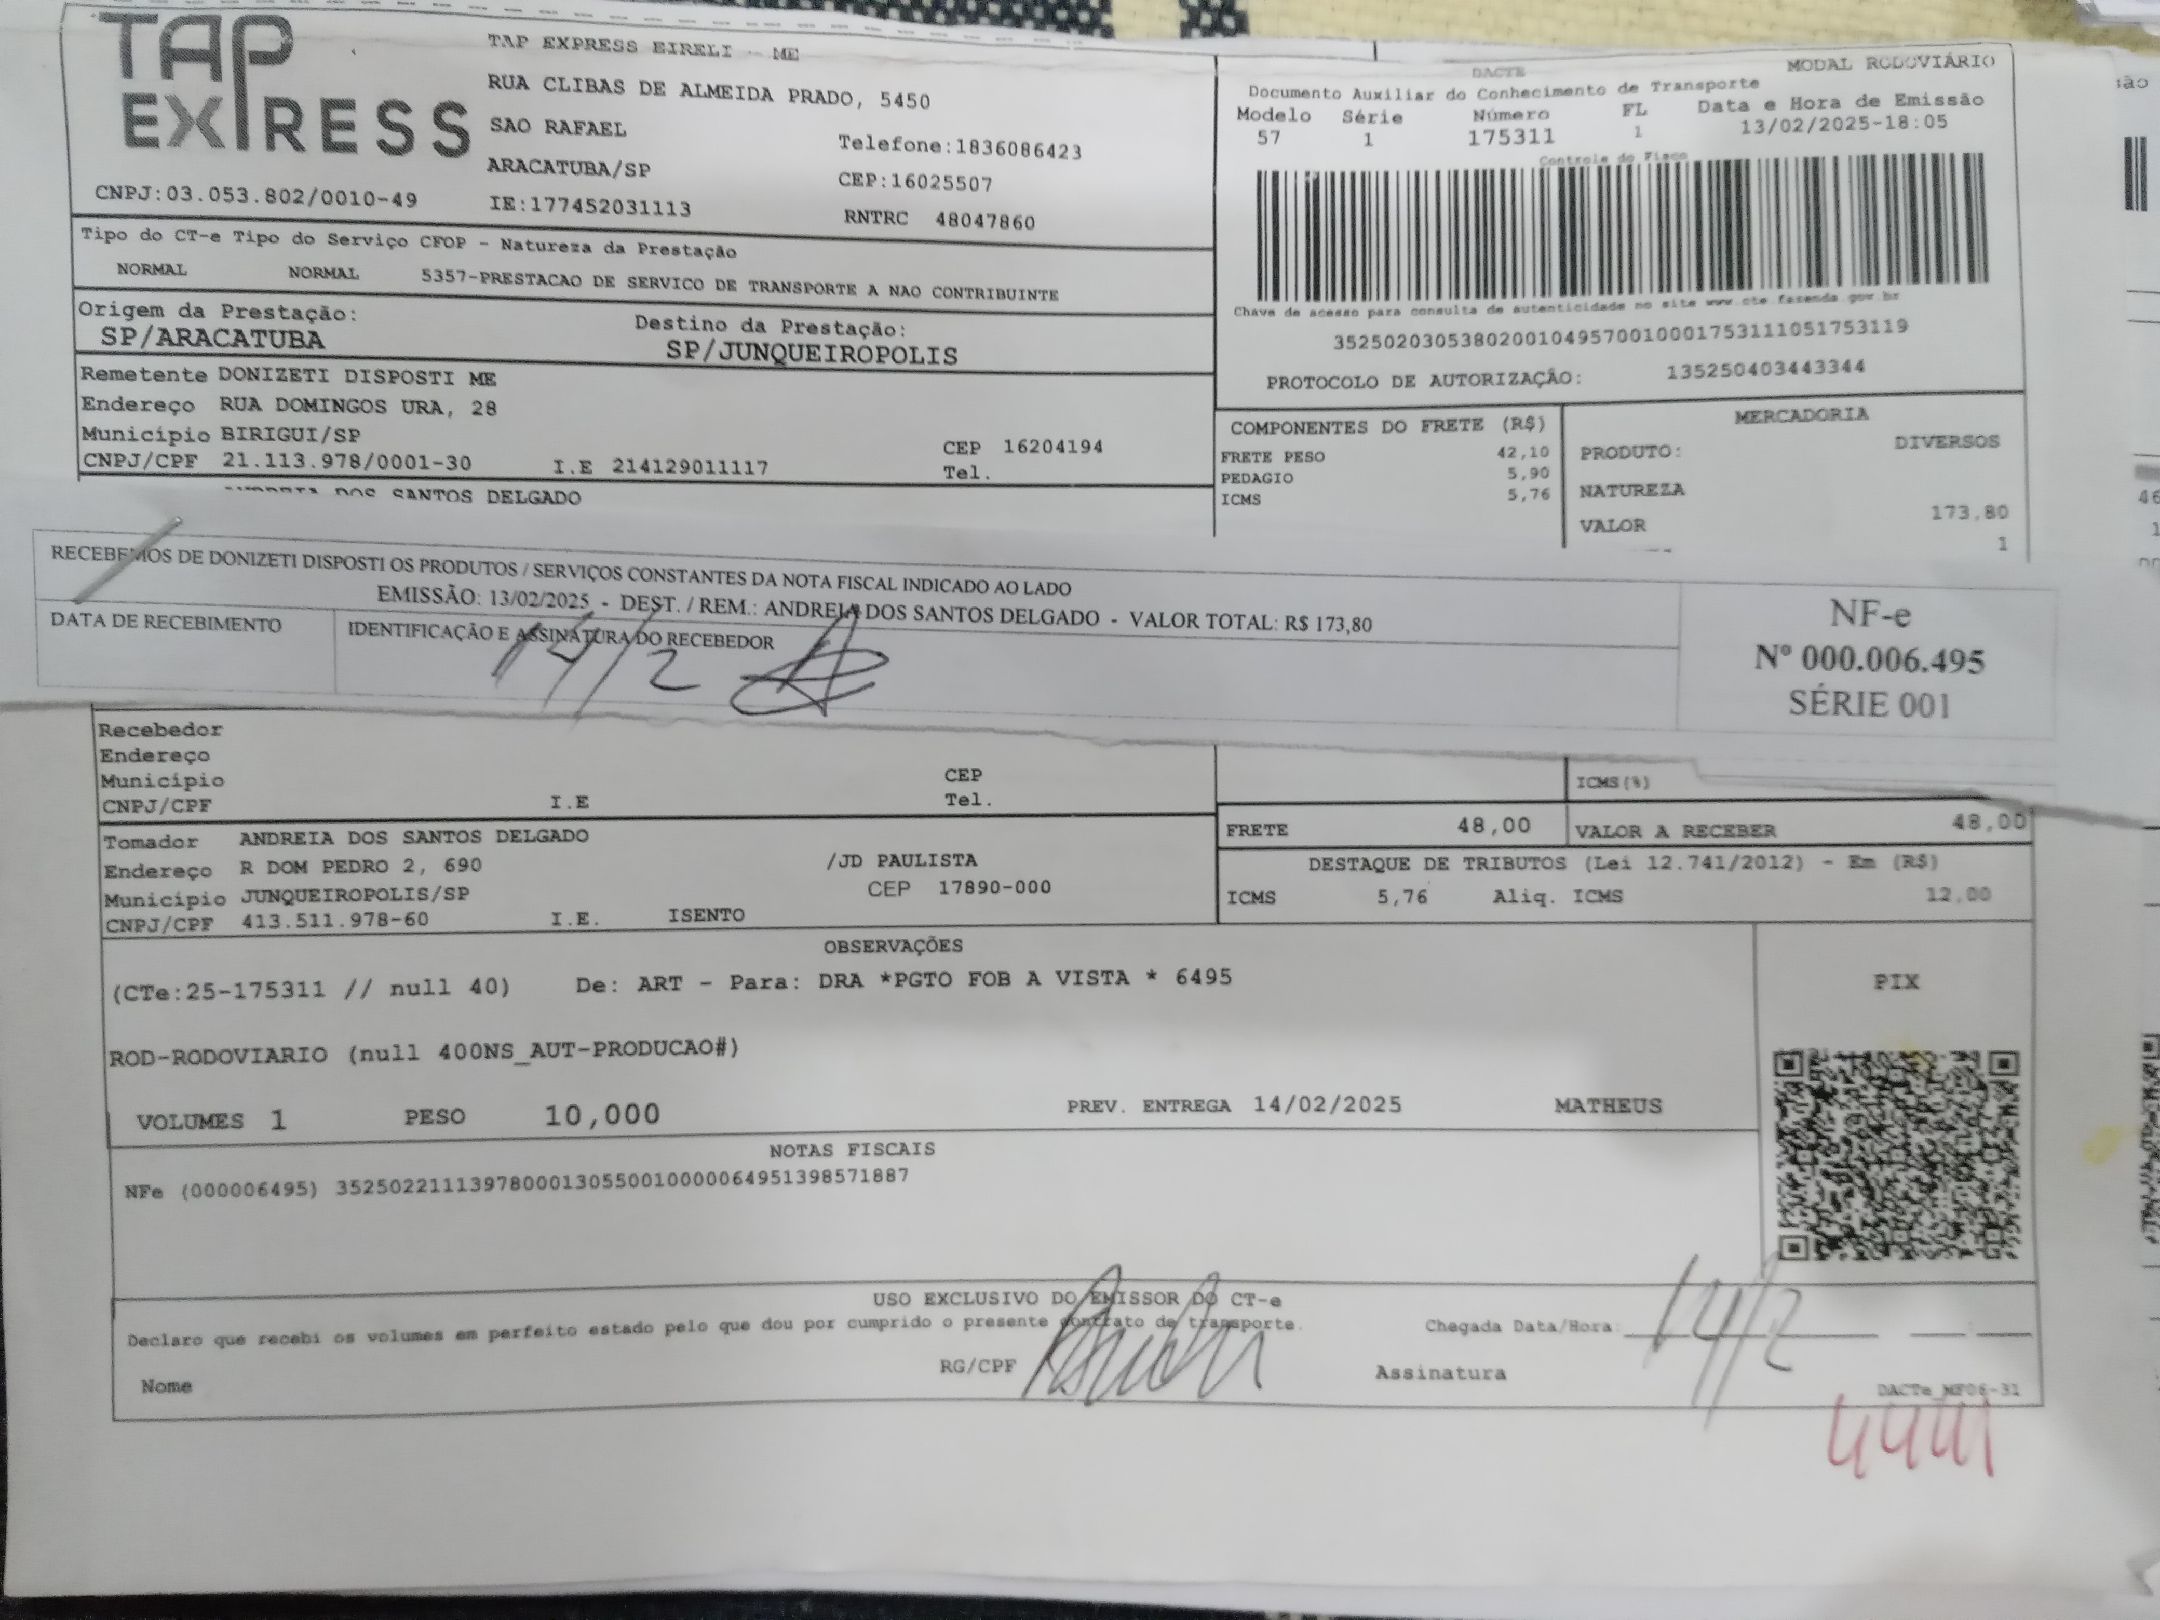 TAP EXPRESS
TAP EXPRESS EIRELI - ME
RUA CLIBAS DE ALMEIDA PRADO, 5450
SAO RAFAEL
Telefone:1836086423
ARACATUBA/SP
CEP:16025507
CNPJ:03.053.802/0010-49
IE:177452031113
RNTRC 48047860
DACTE
MODAL RODOVIÁRIO
Documento Auxiliar do Conhecimento de Transporte
Modelo Série Número FL Data e Hora de Emissão
57 1 175311 1 13/02/2025-18:05
Controle do Fisco
Chave de acesso para consulta de autenticidade no site www.cte.fazenda.gov.br
35250203053802001049570010001753111051753119
PROTOCOLO DE AUTORIZAÇÃO: 135250403443344
Tipo do CT-e Tipo do Serviço CFOP - Natureza da Prestação
NORMAL NORMAL 5357-PRESTACAO DE SERVICO DE TRANSPORTE A NAO CONTRIBUINTE
Origem da Prestação: Destino da Prestação:
SP/ARACATUBA SP/JUNQUEIROPOLIS
Remetente DONIZETI DISPOSTI ME
Endereço RUA DOMINGOS URA, 28
Município BIRIGUI/SP CEP 16204194
CNPJ/CPF 21.113.978/0001-30 I.E 214129011117 Tel.
DOS SANTOS DELGADO
COMPONENTES DO FRETE (R$)
FRETE PESO 42,10
PEDAGIO 5,90
ICMS 5,76
MERCADORIA
PRODUTO: DIVERSOS
NATUREZA
VALOR 173,80
1
RECEBEMOS DE DONIZETI DISPOSTI OS PRODUTOS / SERVIÇOS CONSTANTES DA NOTA FISCAL INDICADO AO LADO
EMISSÃO: 13/02/2025 - DEST. / REM.: ANDREIA DOS SANTOS DELGADO - VALOR TOTAL: R$ 173,80
DATA DE RECEBIMENTO
IDENTIFICAÇÃO E ASSINATURA DO RECEBEDOR
14/2
NF-e
Nº 000.006.495
SÉRIE 001
Recebedor
Endereço
Município CEP
CNPJ/CPF I.E Tel.
ICMS(%)
FRETE 48,00 VALOR A RECEBER 48,00
Tomador ANDREIA DOS SANTOS DELGADO
Endereço R DOM PEDRO 2, 690 /JD PAULISTA
Município JUNQUEIROPOLIS/SP CEP 17890-000
CNPJ/CPF 413.511.978-60 I.E. ISENTO
DESTAQUE DE TRIBUTOS (Lei 12.741/2012) - Em (R$)
ICMS 5,76 Aliq. ICMS 12,00
OBSERVAÇÕES
(CTe:25-175311 // null 40) De: ART - Para: DRA *PGTO FOB A VISTA * 6495
ROD-RODOVIARIO (null 400NS_AUT-PRODUCAO#)
VOLUMES 1 PESO 10,000 PREV. ENTREGA 14/02/2025 MATHEUS
PIX
NOTAS FISCAIS
NFe (000006495) 35250221113978000130550010000064951398571887
USO EXCLUSIVO DO EMISSOR DO CT-e
Declaro que recebi os volumes em perfeito estado pelo que dou por cumprido o presente contrato de transporte.
Chegada Data/Hora: 14/2
Nome RG/CPF Assinatura
DACTe_MF06-31